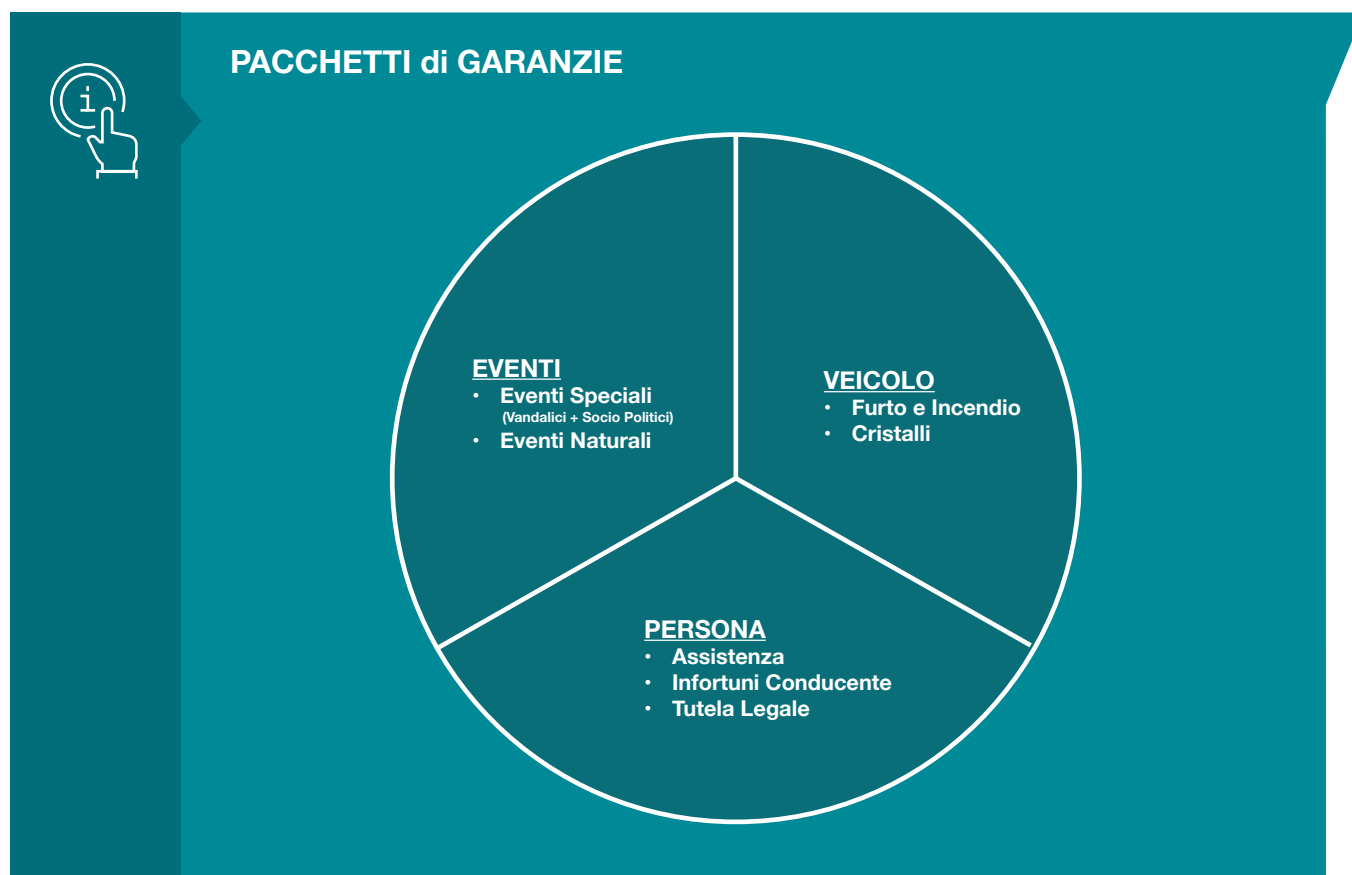 i
PACCHETTI di GARANZIE
EVENTI
• Eventi Speciali
(Vandalici + Socio Politici)
• Eventi Naturali
VEICOLO
• Furto e Incendio
• Cristalli
PERSONA
• Assistenza
• Infortuni Conducente
• Tutela Legale